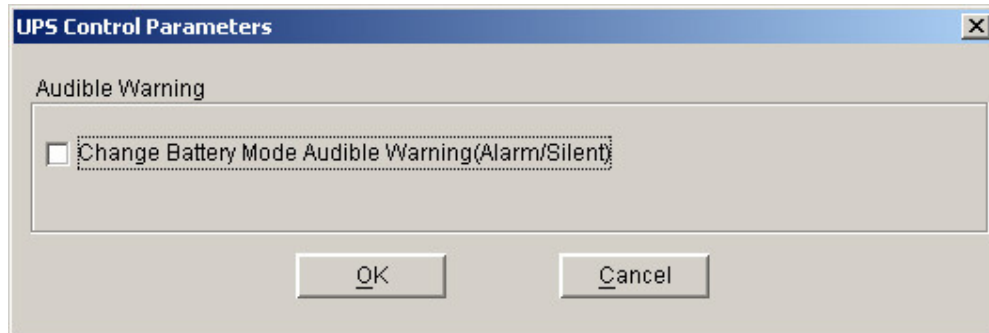 UPS Control Parameters
Audible Warning
Change Battery Mode Audible Warning(Alarm/Silent)
OK
Cancel